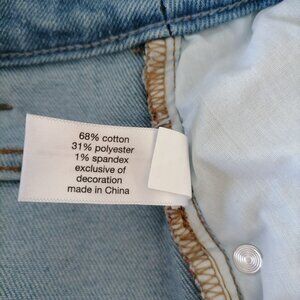 68% cotton
31% polyester
1% spandex
exclusive of
decoration
made in China